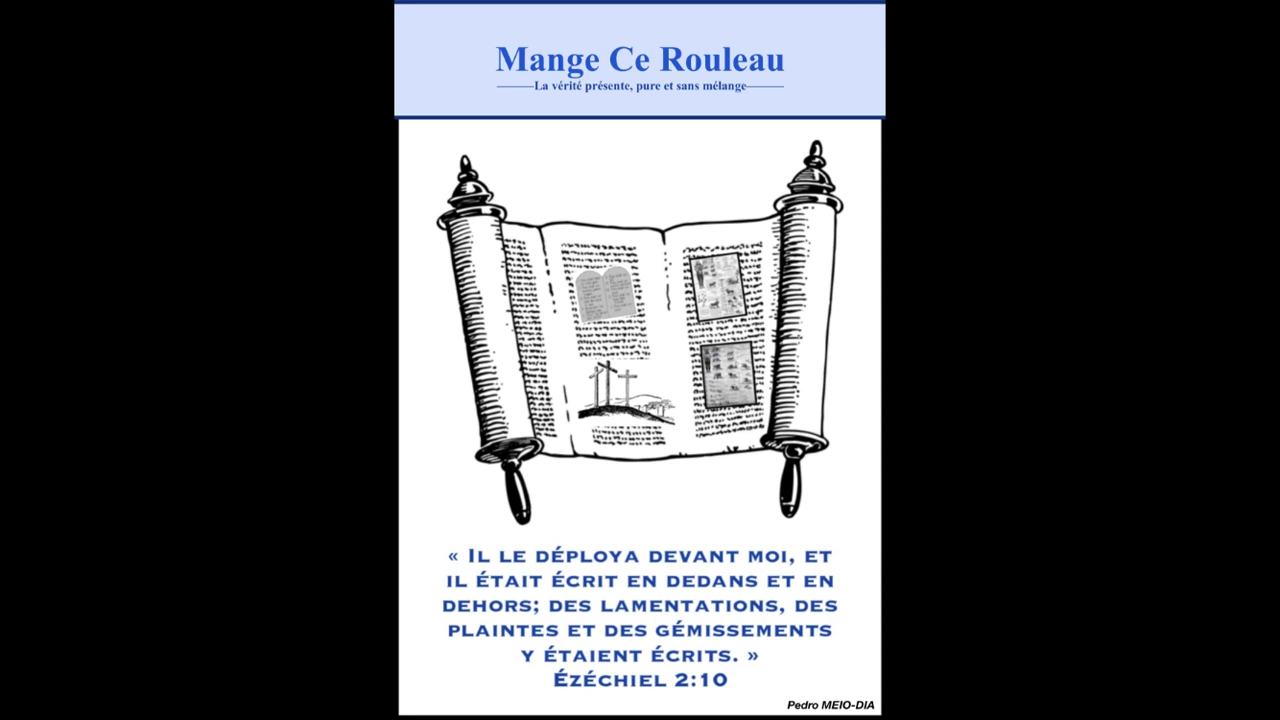 Mange Ce Rouleau
La vérité présente, pure et sans mélange
« Il le déploya devant moi, et
il était écrit en dedans et en
dehors; des lamentations, des
plaintes et des gémissements
y étaient écrits. »
Ézéchiel 2:10
Pedro MEIO-DIA